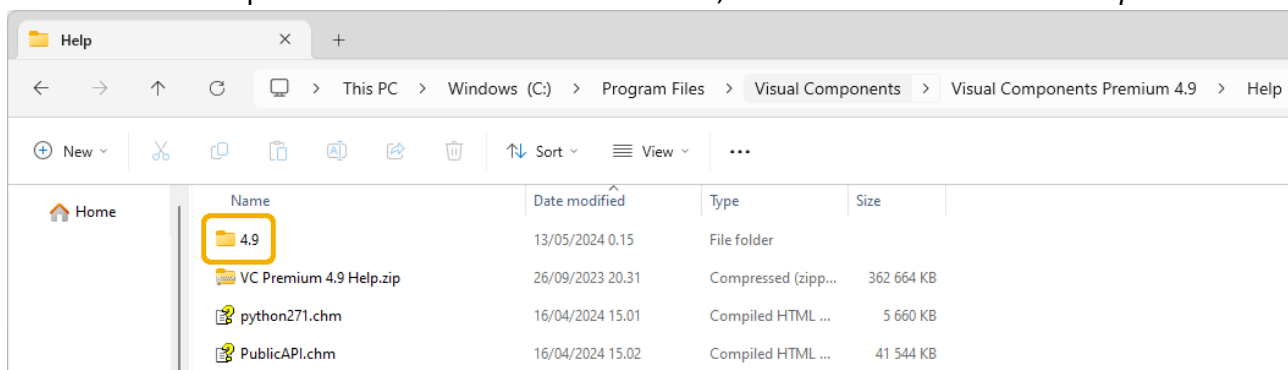 Help
This PC > Windows (C:) > Program Files > Visual Components > Visual Components Premium 4.9 > Help
New Sort View
Home
Name Date modified Type Size
4.9 13/05/2024 0.15 File folder
VC Premium 4.9 Help.zip 26/09/2023 20.31 Compressed (zipp... 362 664 KB
python271.chm 16/04/2024 15.01 Compiled HTML ... 5 660 KB
PublicAPI.chm 16/04/2024 15.02 Compiled HTML ... 41 544 KB